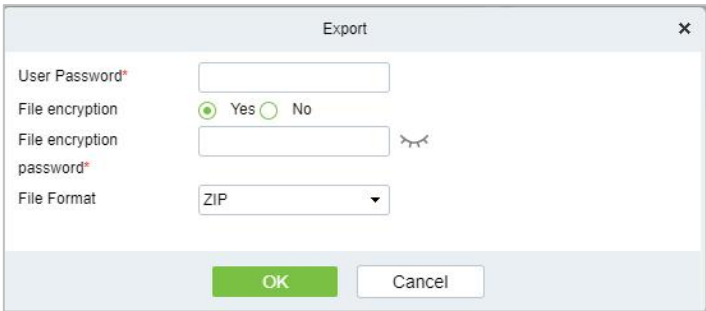 Export
User Password*
File encryption Yes No
File encryption
password*
File Format ZIP
OK Cancel